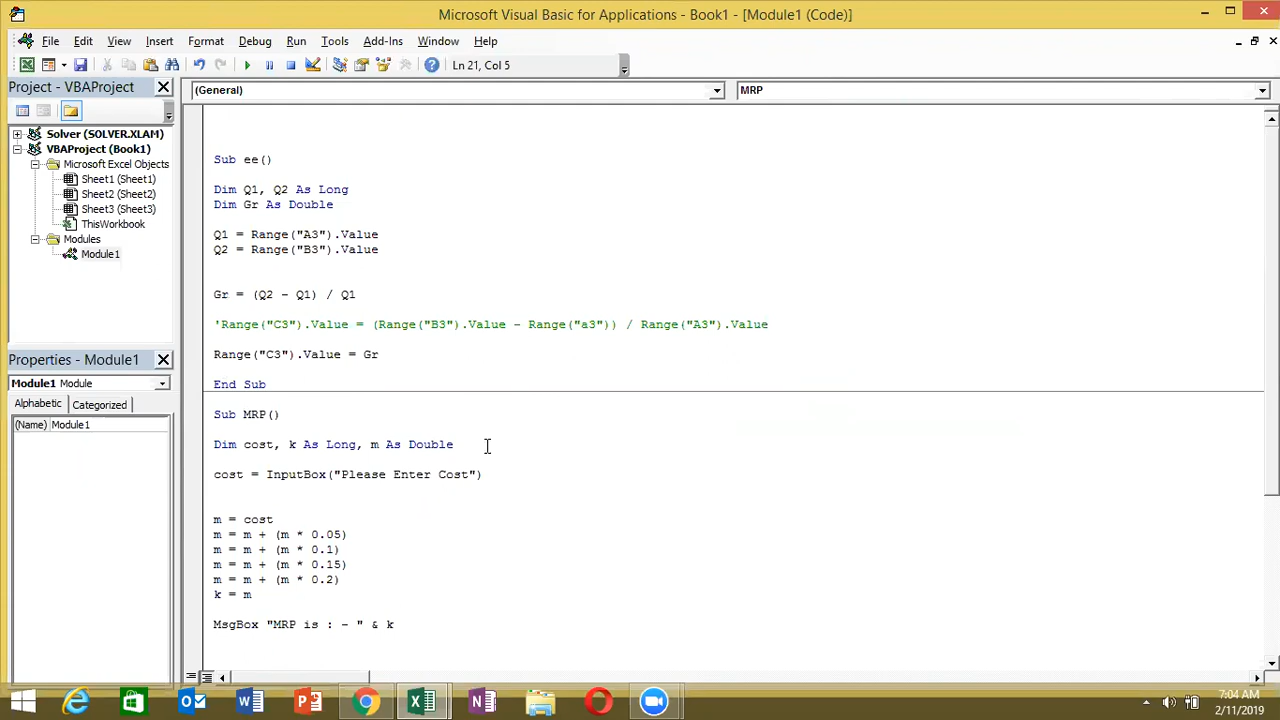 Microsoft Visual Basic for Applications - Book1 - [Module1 (Code)]
File Edit View Insert Format Debug Run Tools Add-Ins Window Help
Ln 21, Col 5
Project - VBAProject
(General)
MRP
Solver (SOLVER.XLAM)
VBAProject (Book1)
Microsoft Excel Objects
Sheet1 (Sheet1)
Sheet2 (Sheet2)
Sheet3 (Sheet3)
ThisWorkbook
Modules
Module1
Properties - Module1
Module1 Module
Alphabetic Categorized
(Name) Module1
Sub ee()
Dim Q1, Q2 As Long
Dim Gr As Double
Q1 = Range("A3").Value
Q2 = Range("B3").Value
Gr = (Q2 - Q1) / Q1
'Range("C3").Value = (Range("B3").Value - Range("a3")) / Range("A3").Value
Range("C3").Value = Gr
End Sub
Sub MRP()
Dim cost, k As Long, m As Double
cost = InputBox("Please Enter Cost")
m = cost
m = m + (m * 0.05)
m = m + (m * 0.1)
m = m + (m * 0.15)
m = m + (m * 0.2)
k = m
MsgBox "MRP is : - " & k
7:04 AM
2/11/2019